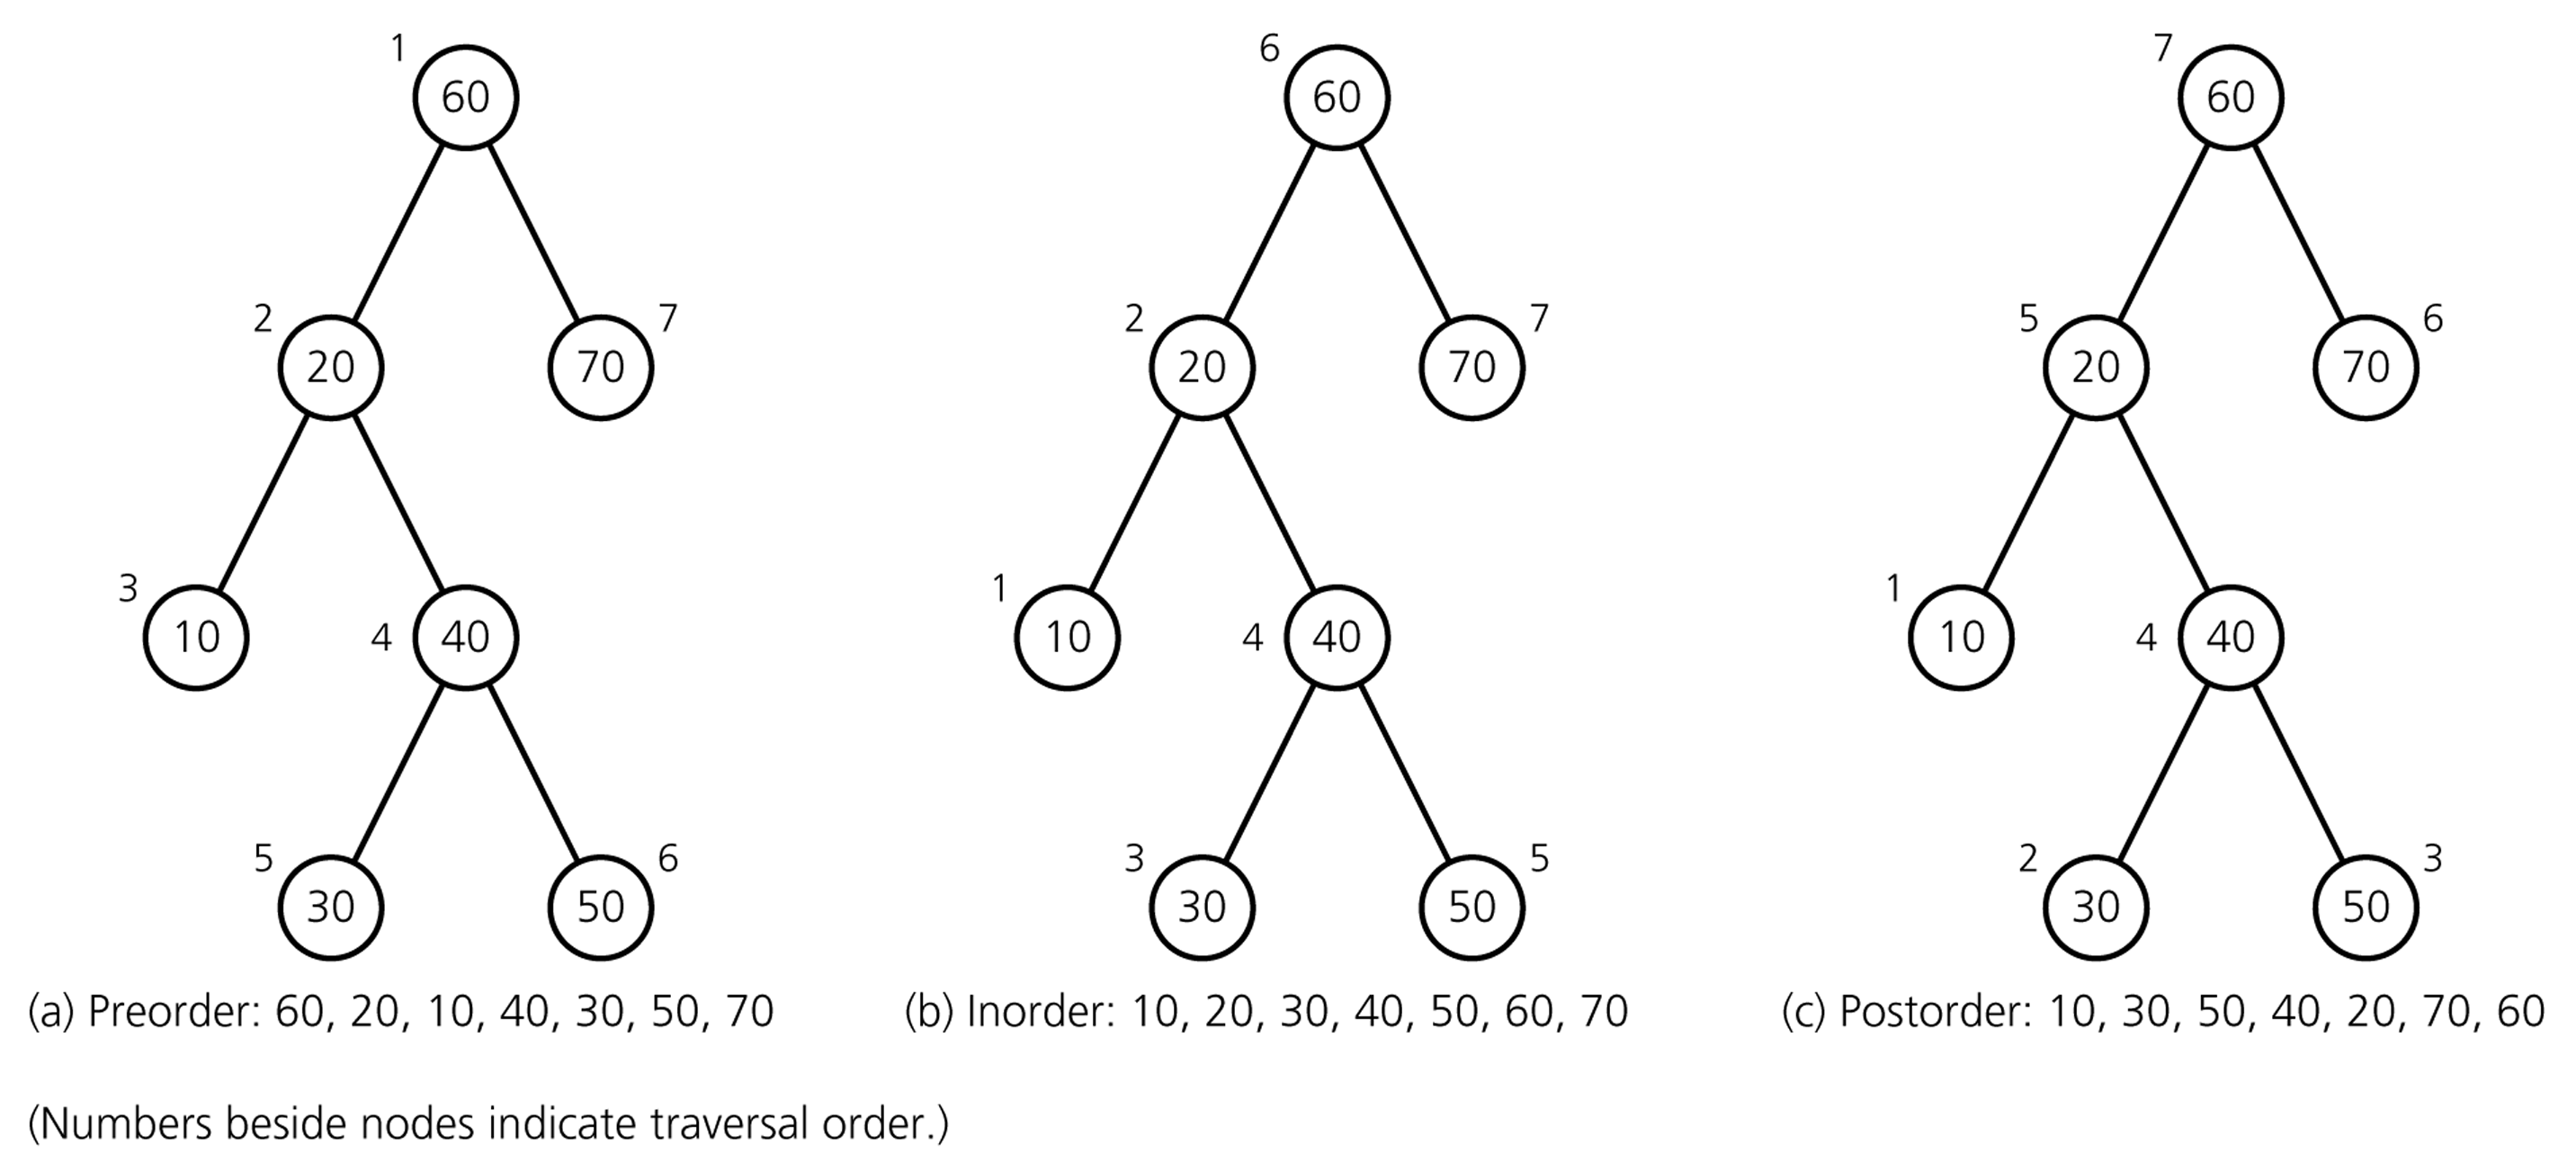 1 60 6 60 7 60
2 20 70 7 2 20 70 7 5 20 70 6
3 10 4 40 1 10 4 40 1 10 4 40
5 30 50 6 3 30 50 5 2 30 50 3
(a) Preorder: 60, 20, 10, 40, 30, 50, 70
(b) Inorder: 10, 20, 30, 40, 50, 60, 70
(c) Postorder: 10, 30, 50, 40, 20, 70, 60
(Numbers beside nodes indicate traversal order.)